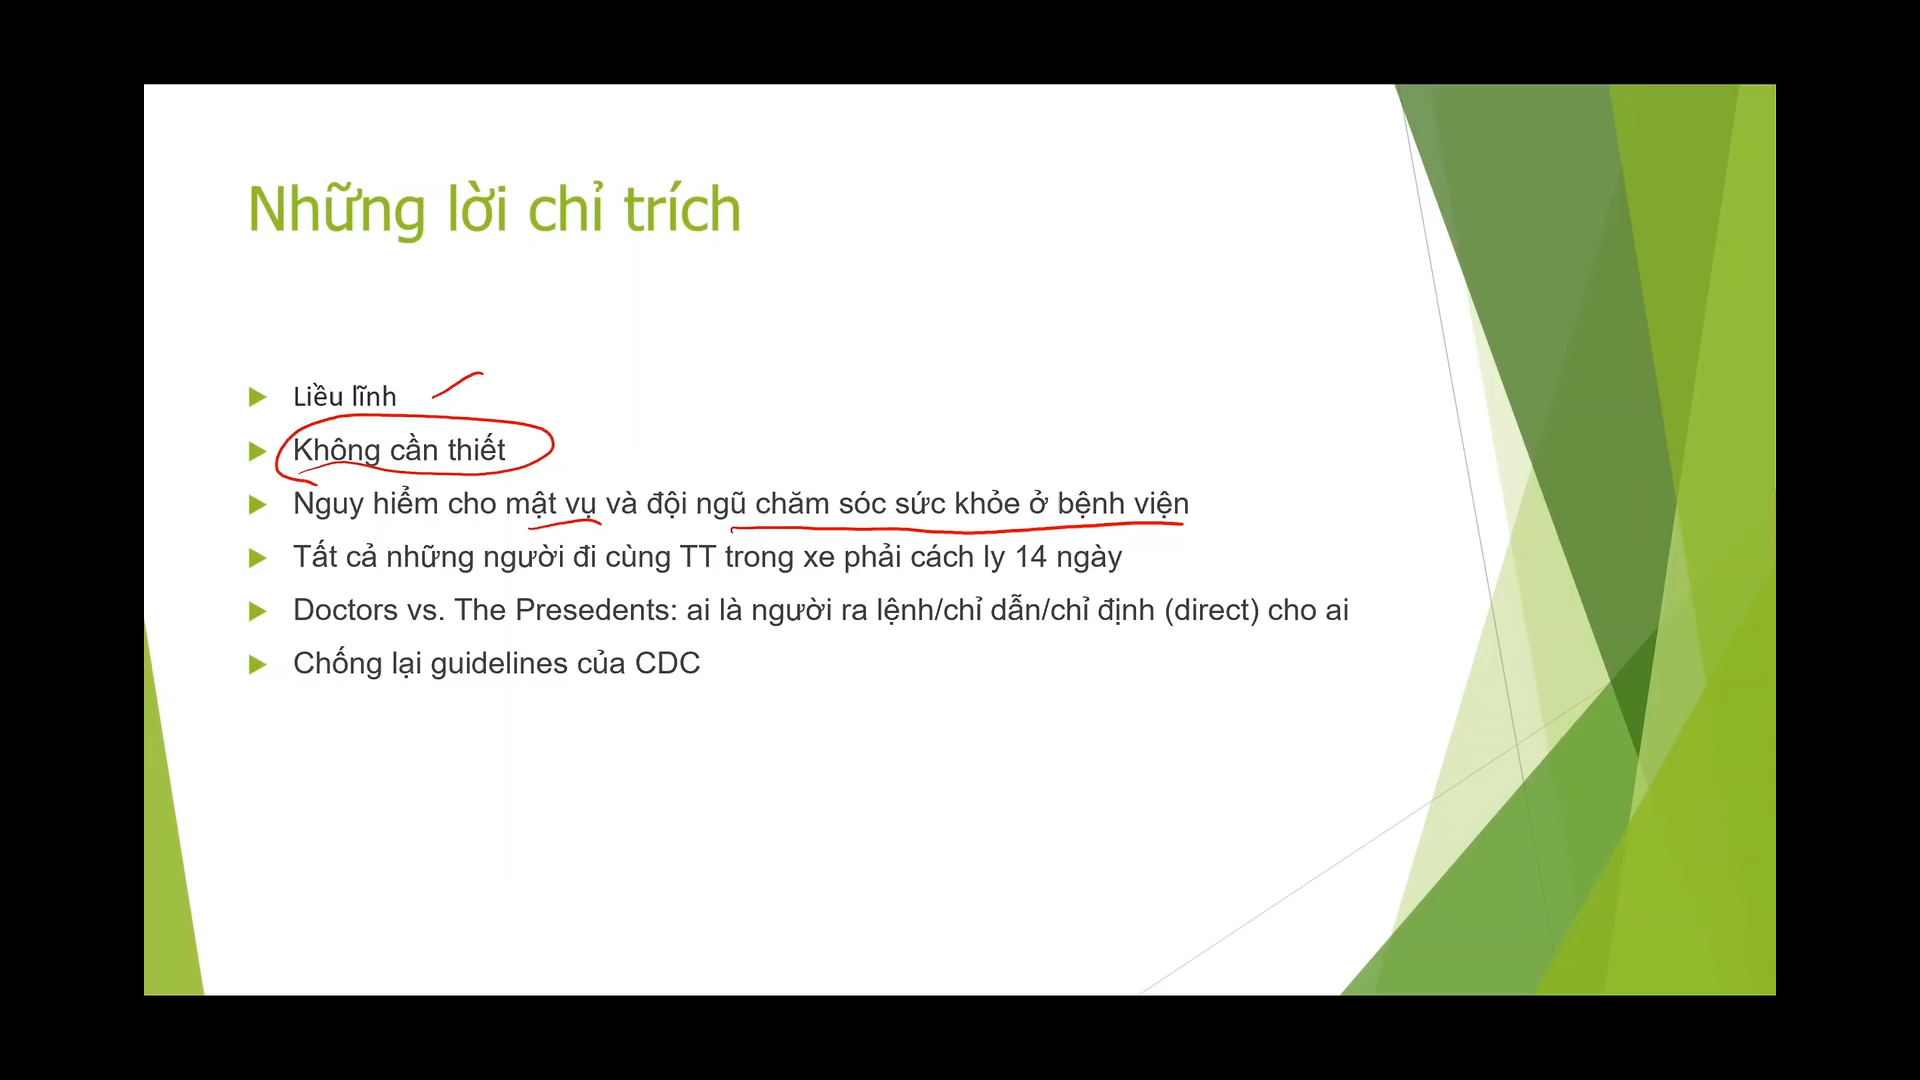 Những lời chỉ trích
Liều lĩnh
Không cần thiết
Nguy hiểm cho mật vụ và đội ngũ chăm sóc sức khỏe ở bệnh viện
Tất cả những người đi cùng TT trong xe phải cách ly 14 ngày
Doctors vs. The Presedents: ai là người ra lệnh/chỉ dẫn/chỉ định (direct) cho ai
Chống lại guidelines của CDC